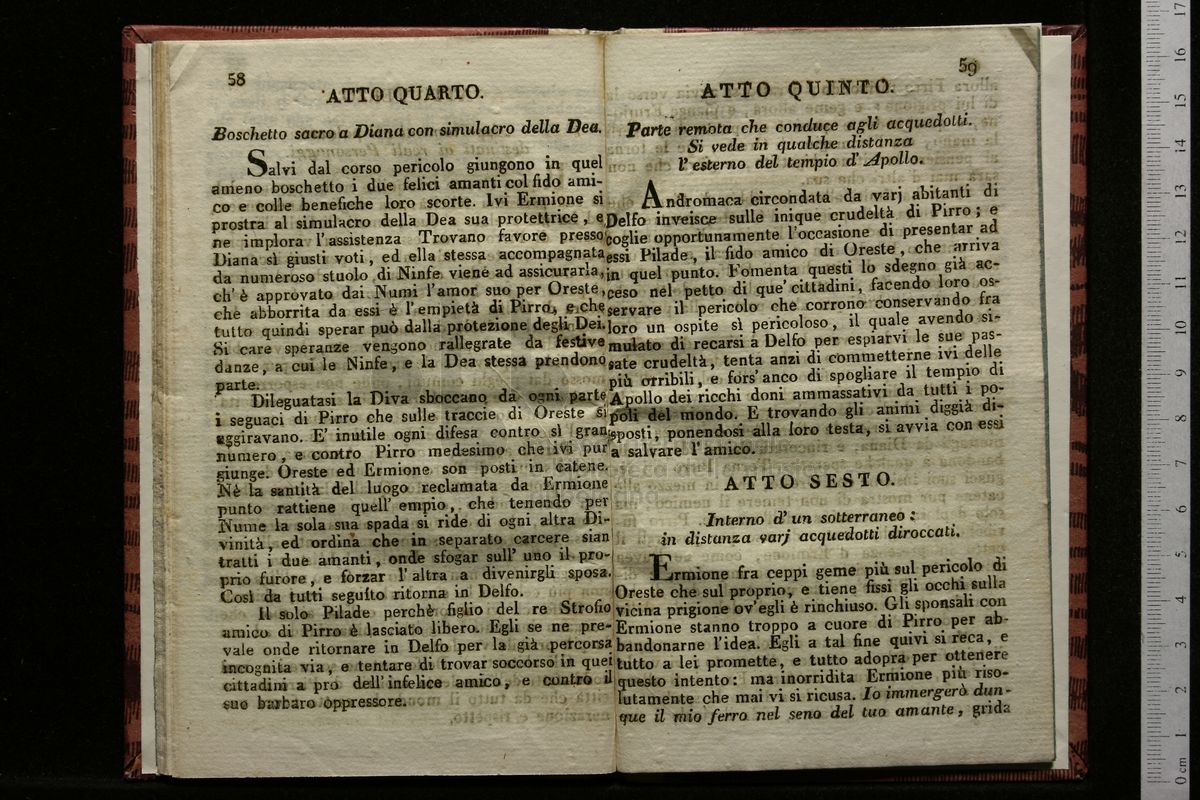 58
ATTO QUARTO.
Boschetto sacro a Diana con simulacro della Dea.
Salvi dal corso pericolo giungono in quel
ameno boschetto i due felici amanti col fido ami-
co e colle benefiche loro scorte. Ivi Ermione si
prostra al simulacro della Dea sua protettrice, e
ne implora l'assistenza Trovano favore presso
Diana sì giusti voti, ed ella stessa accompagnata
da numeroso stuolo di Ninfe viene ad assicurarla,
ch'è approvato dai Numi l'amor suo per Oreste,
che abborrita da essi è l'empietà di Pirro, e che
tutto quindi sperar può dalla protezione degli Dei.
Si care speranze vengono rallegrate da festive
danze, a cui le Ninfe, e la Dea stessa prendono
parte.
Dileguatasi la Diva sboccano da ogni parte
i seguaci di Pirro che sulle traccie di Oreste si
aggiravano. E' inutile ogni difesa contro sì gran
numero, e contro Pirro medesimo che ivi pur
giunge. Oreste ed Ermione son posti in catene.
Nè la santità del luogo reclamata da Ermione
punto rattiene quell'empio, che tenendo per
Nume la sola sua spada si ride di ogni altra Di-
vinità, ed ordina che in separato carcere sian
tratti i due amanti, onde sfogar sull'uno il pro-
prio furore, e forzar l'altra a divenirgli sposa.
Così da tutti seguito ritorna in Delfo.
Il solo Pilade perchè figlio del re Strofio
amico di Pirro è lasciato libero. Egli se ne pre-
vale onde ritornare in Delfo per la già percorsa
incognita via, e tentare di trovar soccorso in quei
cittadini a prò dell'infelice amico, e contro il
suo barbaro oppressore.
59
ATTO QUINTO.
Parte remota che conduce agli acquedotti.
Si vede in qualche distanza
l'esterno del tempio d'Apollo.
Andromaca circondata da varj abitanti di
Delfo inveisce sulle inique crudeltà di Pirro; e
coglie opportunamente l'occasione di presentar ad
essi Pilade, il fido amico di Oreste, che arriva
in quel punto. Fomenta questi lo sdegno già ac-
ceso nel petto di que' cittadini, facendo loro os-
servare il pericolo che corrono conservando fra
loro un ospite sì pericoloso, il quale avendo si-
mulato di recarsi a Delfo per espiarvi le sue pas-
sate crudeltà, tenta anzi di commetterne ivi delle
più orribili, e fors'anco di spogliare il tempio di
Apollo dei ricchi doni ammassativi da tutti i po-
poli del mondo. E trovando gli animi diggià di-
sposti, ponendosi alla loro testa, si avvia con essi
a salvare l'amico.
ATTO SESTO.
Interno d'un sotterraneo:
in distanza varj acquedotti diroccati.
Ermione fra ceppi geme più sul pericolo di
Oreste che sul proprio, e tiene fissi gli occhi sulla
vicina prigione ov'egli è rinchiuso. Gli sponsali con
Ermione stanno troppo a cuore di Pirro per ab-
bandonarne l'idea. Egli a tal fine quivi si reca, e
tutto a lei promette, e tutto adopra per ottenere
questo intento: ma inorridita Ermione più riso-
lutamente che mai vi si ricusa. Io immergerò dun-
que il mio ferro nel seno del tuo amante, grida
0 cm 1 2 3 4 5 6 7 8 9 10 11 12 13 14 15 16 17